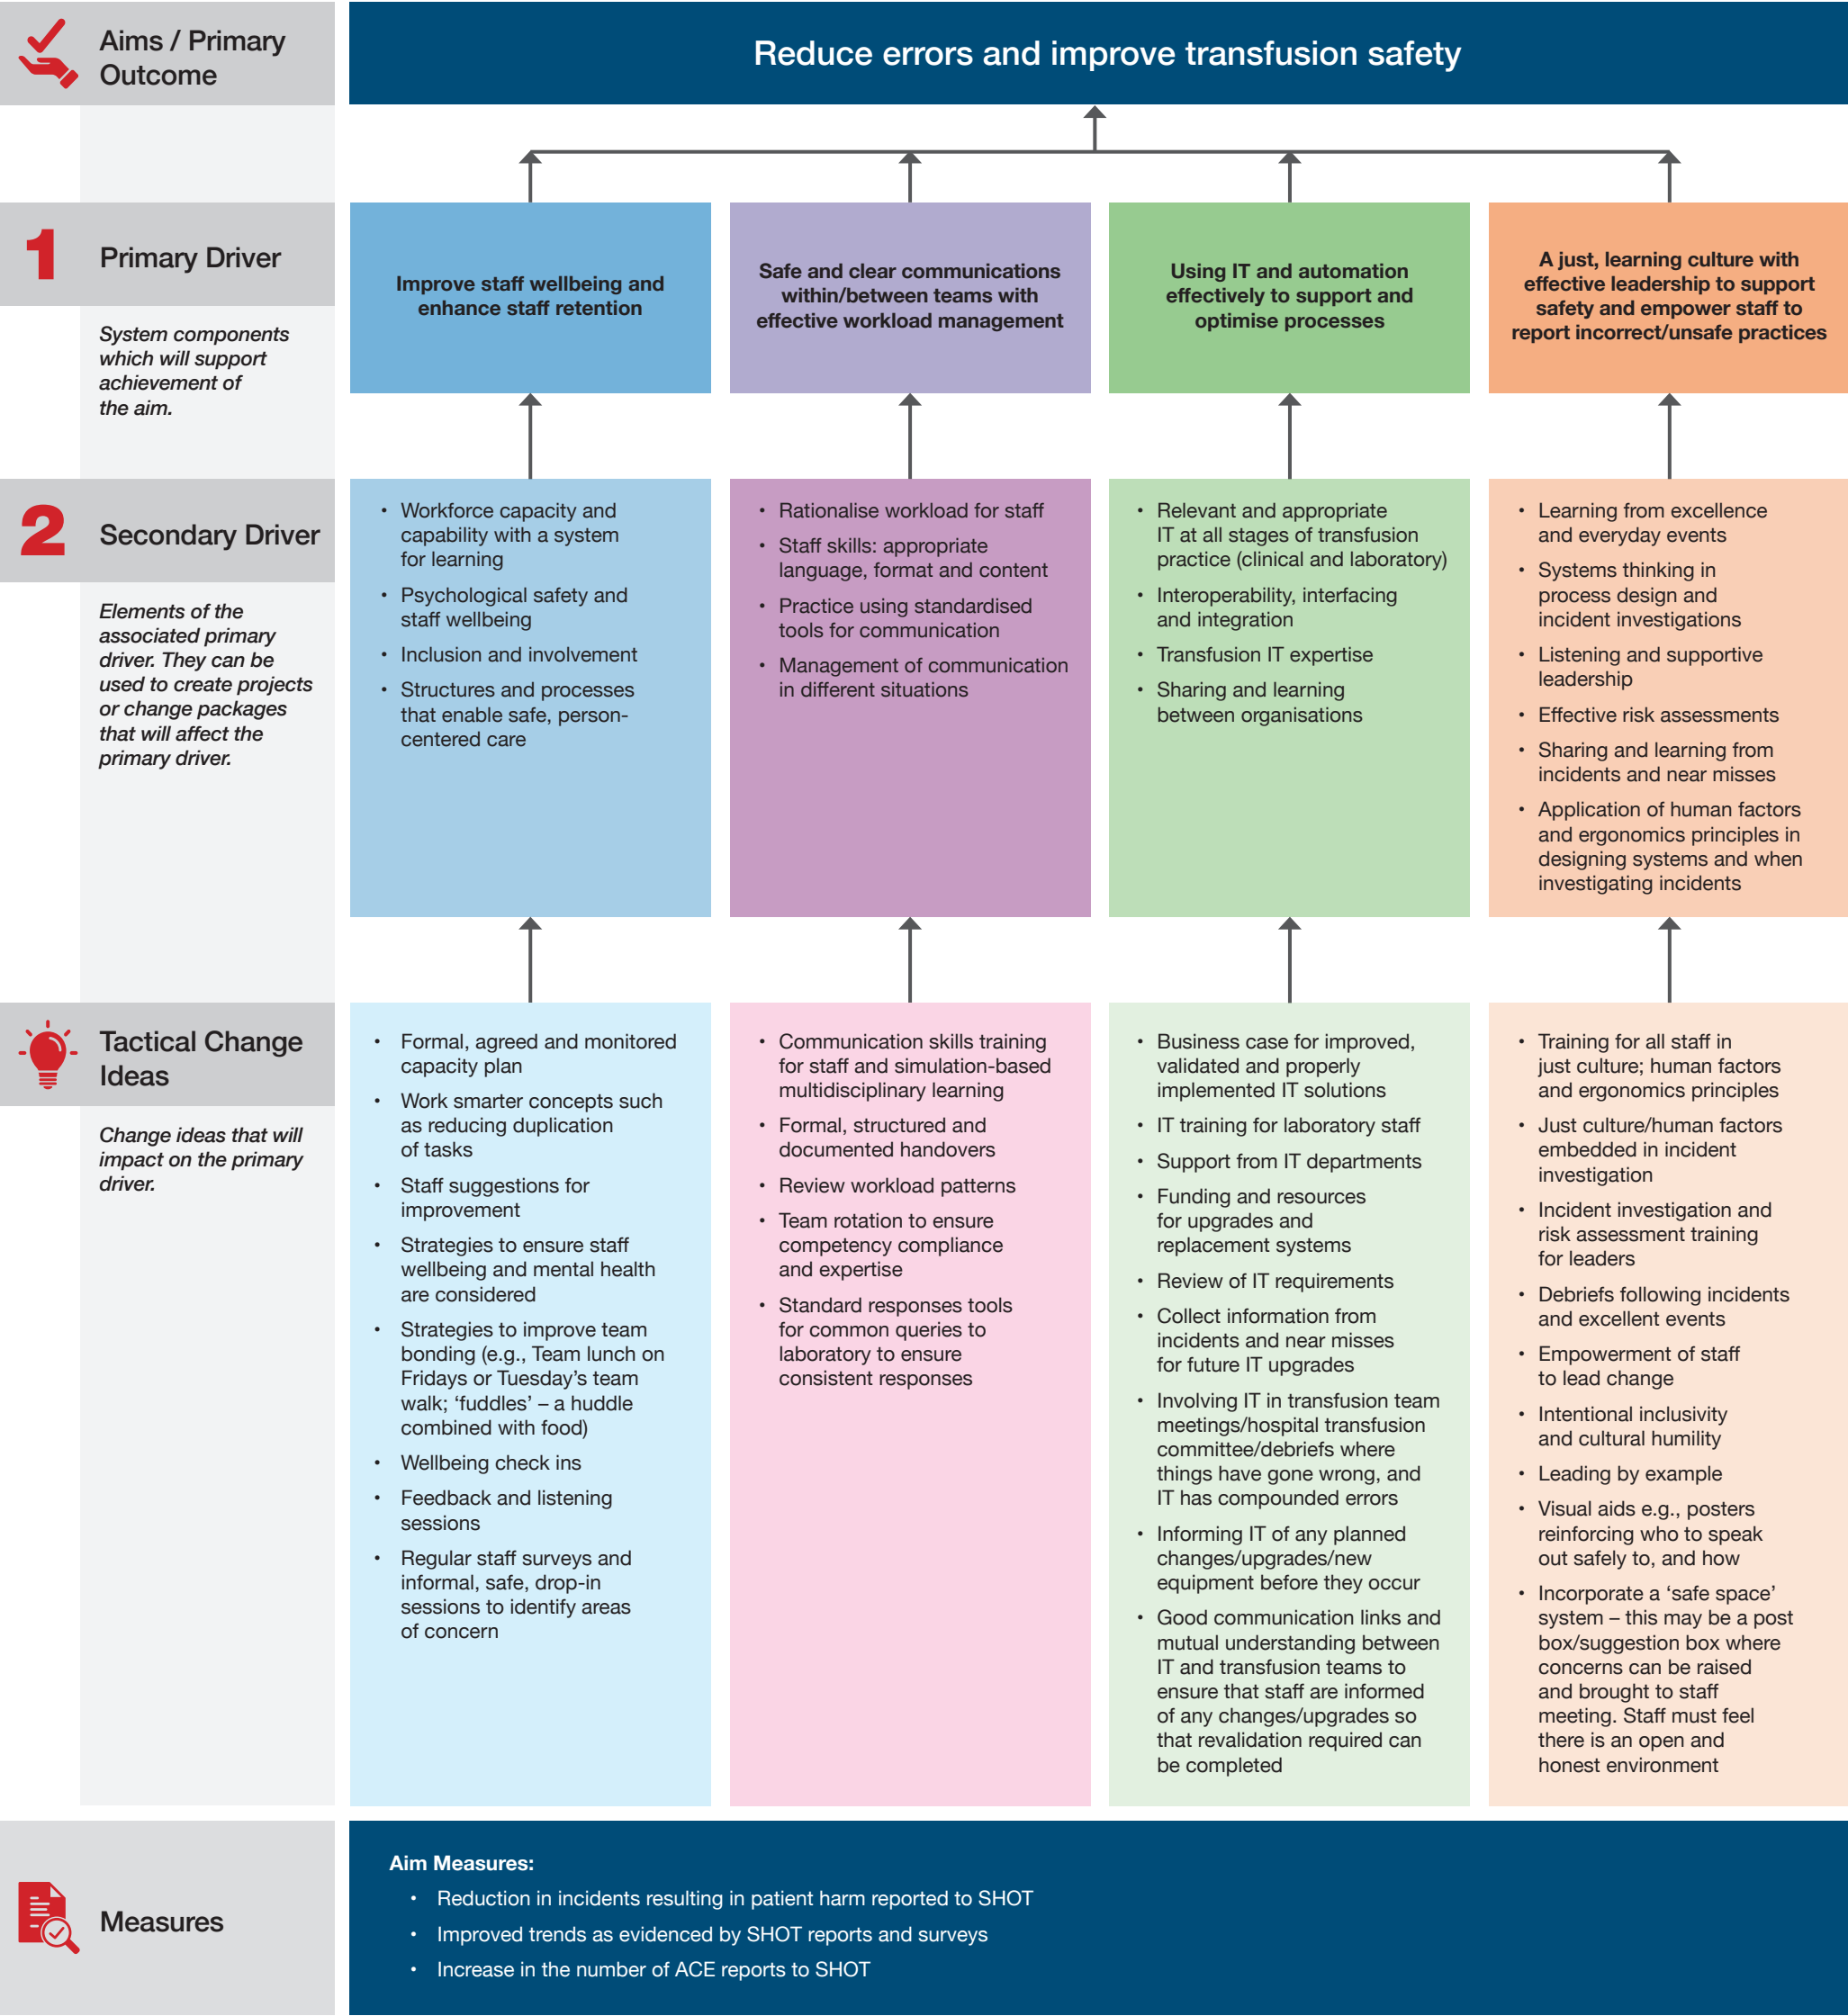 Aims / Primary
Outcome
Reduce errors and improve transfusion safety
1
Primary Driver
System components
which will support
achievement of
the aim.
Improve staff wellbeing and
enhance staff retention
Safe and clear communications
within/between teams with
effective workload management
Using IT and automation
effectively to support and
optimise processes
A just, learning culture with
effective leadership to support
safety and empower staff to
report incorrect/unsafe practices
2
Secondary Driver
Elements of the
associated primary
driver. They can be
used to create projects
or change packages
that will affect the
primary driver.
• Workforce capacity and
capability with a system
for learning
• Psychological safety and
staff wellbeing
• Inclusion and involvement
• Structures and processes
that enable safe, person-
centered care
• Rationalise workload for staff
• Staff skills: appropriate
language, format and content
• Practice using standardised
tools for communication
• Management of communication
in different situations
• Relevant and appropriate
IT at all stages of transfusion
practice (clinical and laboratory)
• Interoperability, interfacing
and integration
• Transfusion IT expertise
• Sharing and learning
between organisations
• Learning from excellence
and everyday events
• Systems thinking in
process design and
incident investigations
• Listening and supportive
leadership
• Effective risk assessments
• Sharing and learning from
incidents and near misses
• Application of human factors
and ergonomics principles in
designing systems and when
investigating incidents
Tactical Change
Ideas
Change ideas that will
impact on the primary
driver.
• Formal, agreed and monitored
capacity plan
• Work smarter concepts such
as reducing duplication
of tasks
• Staff suggestions for
improvement
• Strategies to ensure staff
wellbeing and mental health
are considered
• Strategies to improve team
bonding (e.g., Team lunch on
Fridays or Tuesday's team
walk; 'fuddles' – a huddle
combined with food)
• Wellbeing check ins
• Feedback and listening
sessions
• Regular staff surveys and
informal, safe, drop-in
sessions to identify areas
of concern
• Communication skills training
for staff and simulation-based
multidisciplinary learning
• Formal, structured and
documented handovers
• Review workload patterns
• Team rotation to ensure
competency compliance
and expertise
• Standard responses tools
for common queries to
laboratory to ensure
consistent responses
• Business case for improved,
validated and properly
implemented IT solutions
• IT training for laboratory staff
• Support from IT departments
• Funding and resources
for upgrades and
replacement systems
• Review of IT requirements
• Collect information from
incidents and near misses
for future IT upgrades
• Involving IT in transfusion team
meetings/hospital transfusion
committee/debriefs where
things have gone wrong, and
IT has compounded errors
• Informing IT of any planned
changes/upgrades/new
equipment before they occur
• Good communication links and
mutual understanding between
IT and transfusion teams to
ensure that staff are informed
of any changes/upgrades so
that revalidation required can
be completed
• Training for all staff in
just culture; human factors
and ergonomics principles
• Just culture/human factors
embedded in incident
investigation
• Incident investigation and
risk assessment training
for leaders
• Debriefs following incidents
and excellent events
• Empowerment of staff
to lead change
• Intentional inclusivity
and cultural humility
• Leading by example
• Visual aids e.g., posters
reinforcing who to speak
out safely to, and how
• Incorporate a 'safe space'
system – this may be a post
box/suggestion box where
concerns can be raised
and brought to staff
meeting. Staff must feel
there is an open and
honest environment
Measures
Aim Measures:
• Reduction in incidents resulting in patient harm reported to SHOT
• Improved trends as evidenced by SHOT reports and surveys
• Increase in the number of ACE reports to SHOT